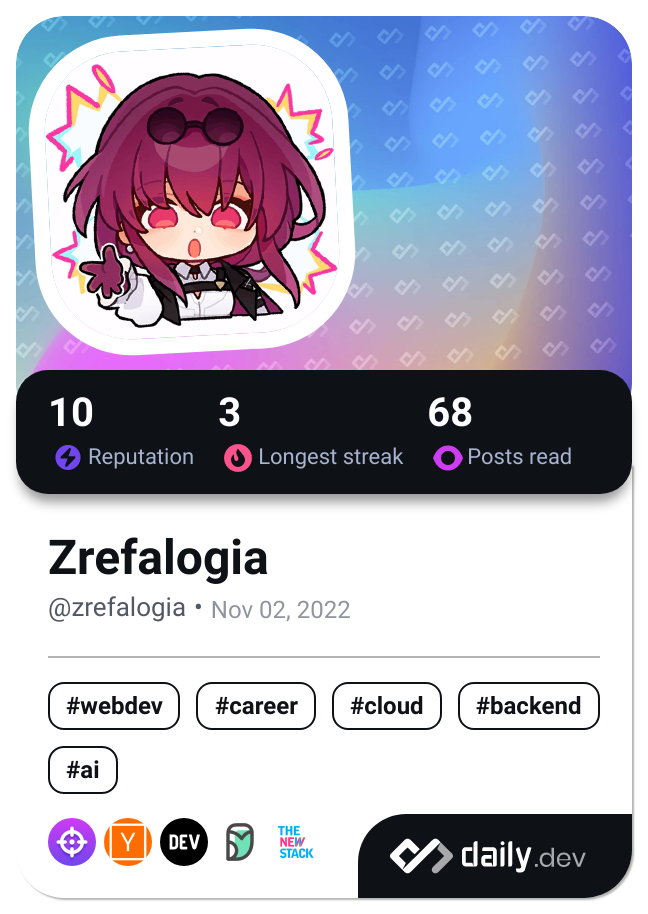 10 3 68
Reputation Longest streak Posts read
Zrefalogia
@zrefalogia • Nov 02, 2022
#webdev #career #cloud #backend
#ai
Y DEV THE NEW STACK
daily.dev